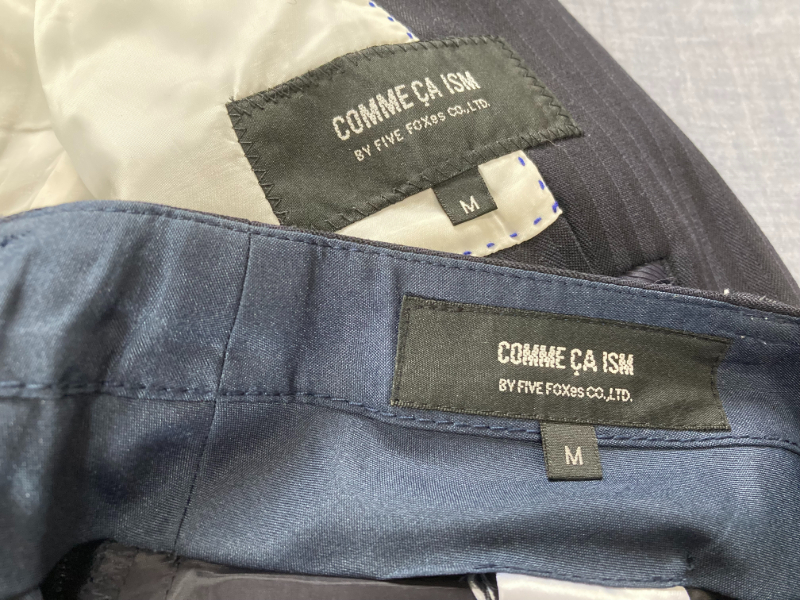 COMME ÇA ISM
BY FIVE FOXes CO.,LTD.
M
COMME ÇA ISM
BY FIVE FOXes CO.,LTD.
M